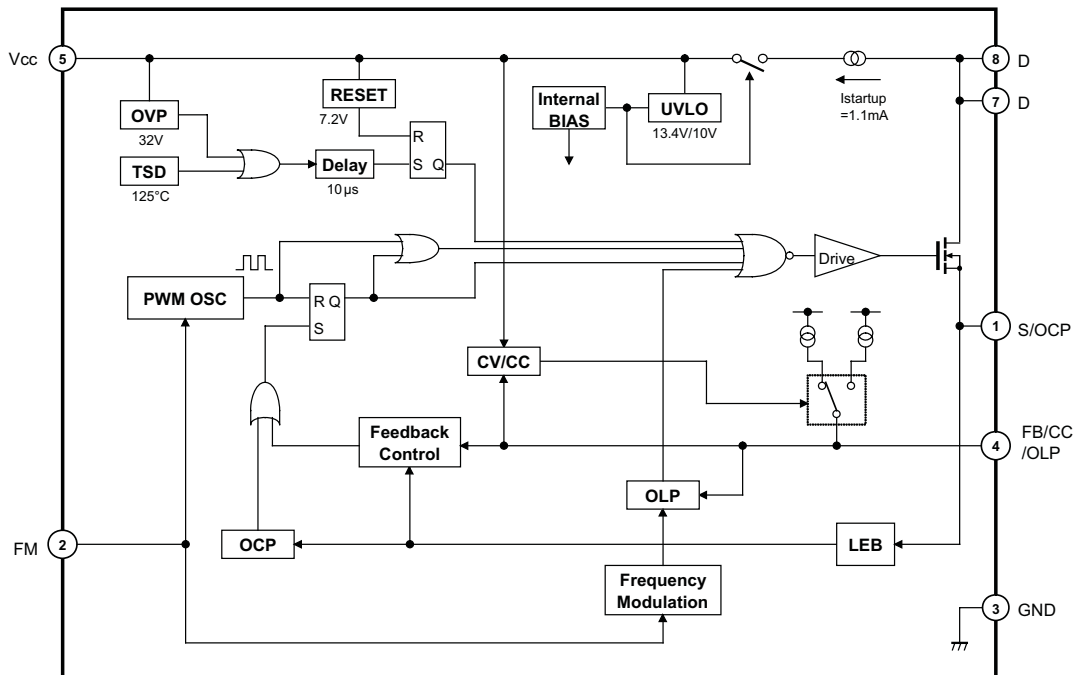 Vcc
5
8
D
7
D
Istartup
=1.1mA
OVP
32V
TSD
125°C
RESET
7.2V
Delay
10µs
R
S Q
Internal
BIAS
UVLO
13.4V/10V
PWM OSC
R Q
S
Drive
1
S/OCP
CV/CC
Feedback
Control
4
FB/CC
/OLP
OLP
FM
2
OCP
LEB
Frequency
Modulation
3
GND